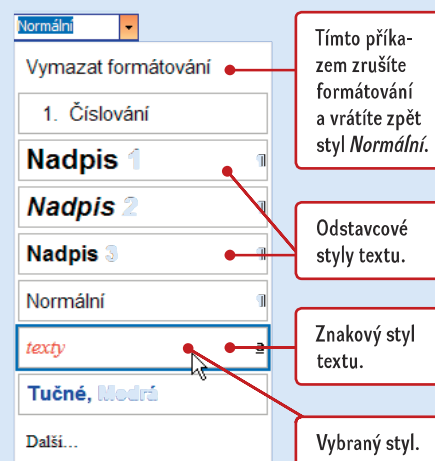 Normální
Vymazat formátování
1. Číslování
Nadpis 1
Nadpis 2
Nadpis 3
Normální
texty
a
Tučné, Modrá
Další...
Tímto příka-
zem zrušíte
formátování
a vrátíte zpět
styl Normální.
Odstavcové
styly textu.
Znakový styl
textu.
Vybraný styl.